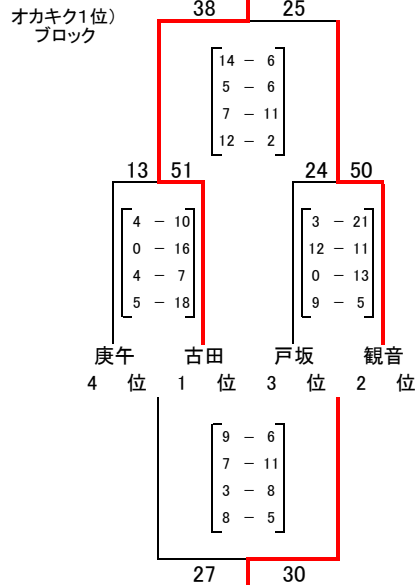 38 25
オカキク1位)
ブロック
14 － 6
5 － 6
7 － 11
12 － 2
13 51 24 50
4 － 10 3 － 21
0 － 16 12 － 11
4 － 7 0 － 13
5 － 18 9 － 5
庚午 古田 戸坂 観音
4 位 1 位 3 位 2 位
9 － 6
7 － 11
3 － 8
8 － 5
27 30